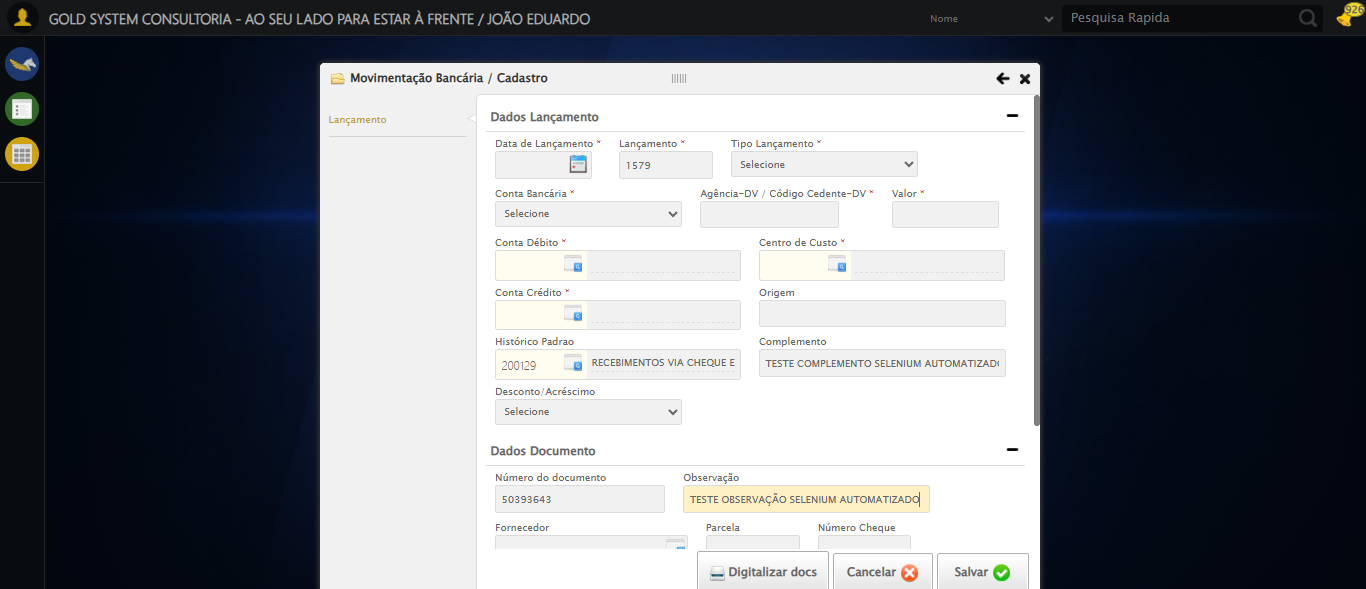 GOLD SYSTEM CONSULTORIA - AO SEU LADO PARA ESTAR À FRENTE / JOÃO EDUARDO
Nome
Pesquisa Rapida
926
Movimentação Bancária / Cadastro
Lançamento
Dados Lançamento
Data de Lançamento * Lançamento * Tipo Lançamento *
1579 Selecione
Conta Bancária * Agência-DV / Código Cedente-DV * Valor *
Selecione
Conta Débito * Centro de Custo *
Conta Crédito * Origem
Histórico Padrao Complemento
200129 RECEBIMENTOS VIA CHEQUE E TESTE COMPLEMENTO SELENIUM AUTOMATIZADO
Desconto/Acréscimo
Selecione
Dados Documento
Número do documento Observação
50393643 TESTE OBSERVAÇÃO SELENIUM AUTOMATIZADO
Fornecedor Parcela Número Cheque
Digitalizar docs Cancelar Salvar